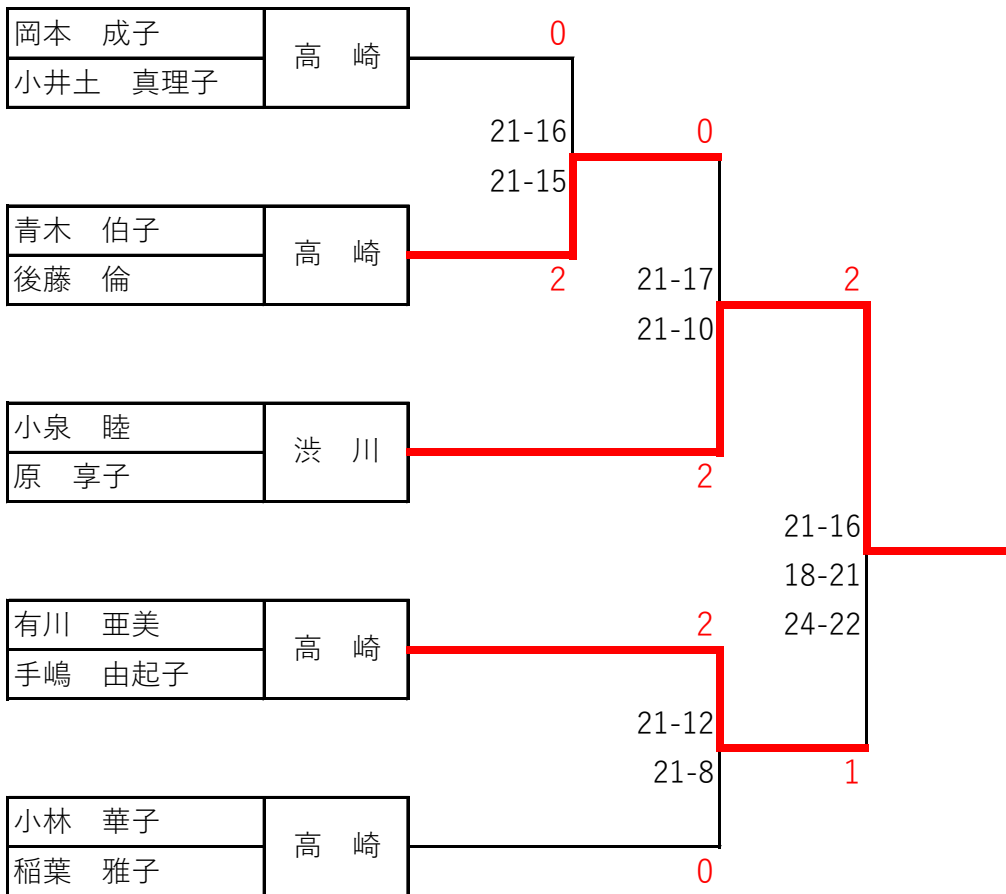 岡本　成子
高　崎
小井土　真理子
0
21-16
21-15
0
青木　伯子
高　崎
後藤　倫
2
21-17
21-10
2
小泉　睦
渋　川
原　享子
2
21-16
18-21
24-22
有川　亜美
高　崎
手嶋　由起子
2
21-12
21-8
1
小林　華子
高　崎
稲葉　雅子
0